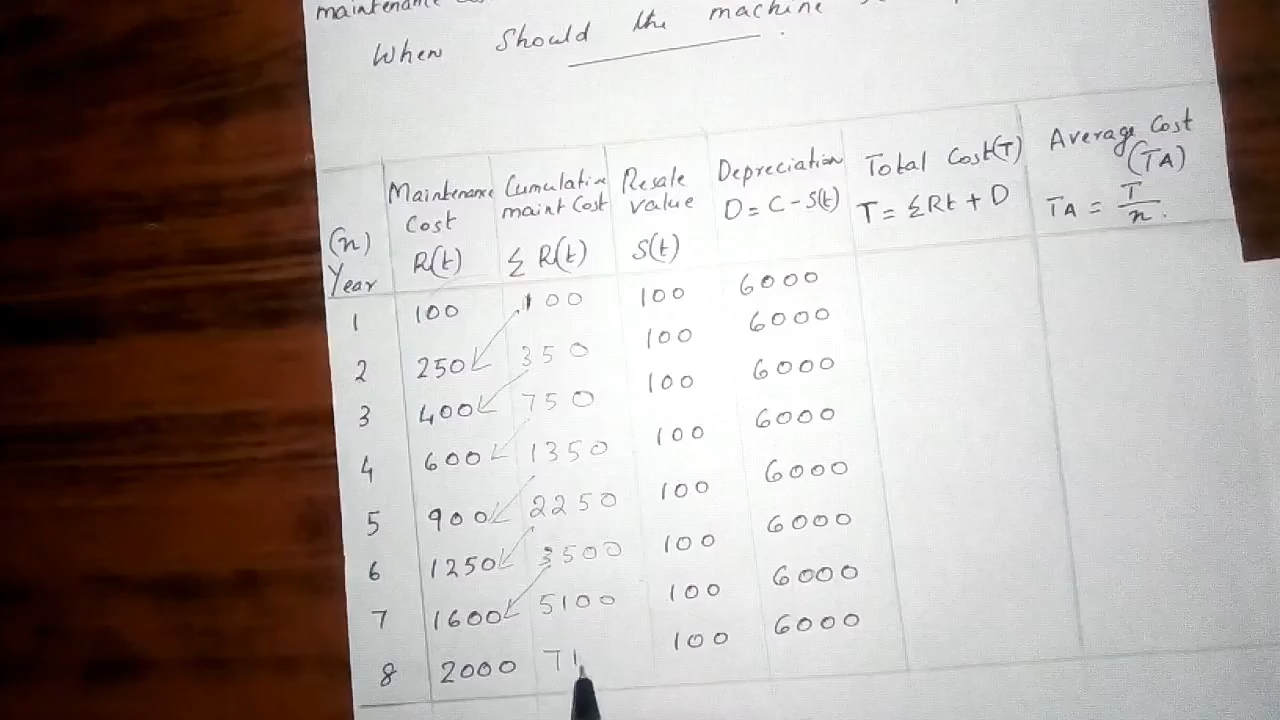 maintenance
When should the machine
(n) Year | Maintenance Cost R(t) | Cumulative maint Cost Σ R(t) | Resale value S(t) | Depreciation D = C - S(t) | Total Cost(T) T = ΣRt + D | Average Cost (TA) TA = T/n.
1 100 100 100 6000
2 250 350 100 6000
3 400 750 100 6000
4 600 1350 100 6000
5 900 2250 100 6000
6 1250 3500 100 6000
7 1600 5100 100 6000
8 2000 71 100 6000